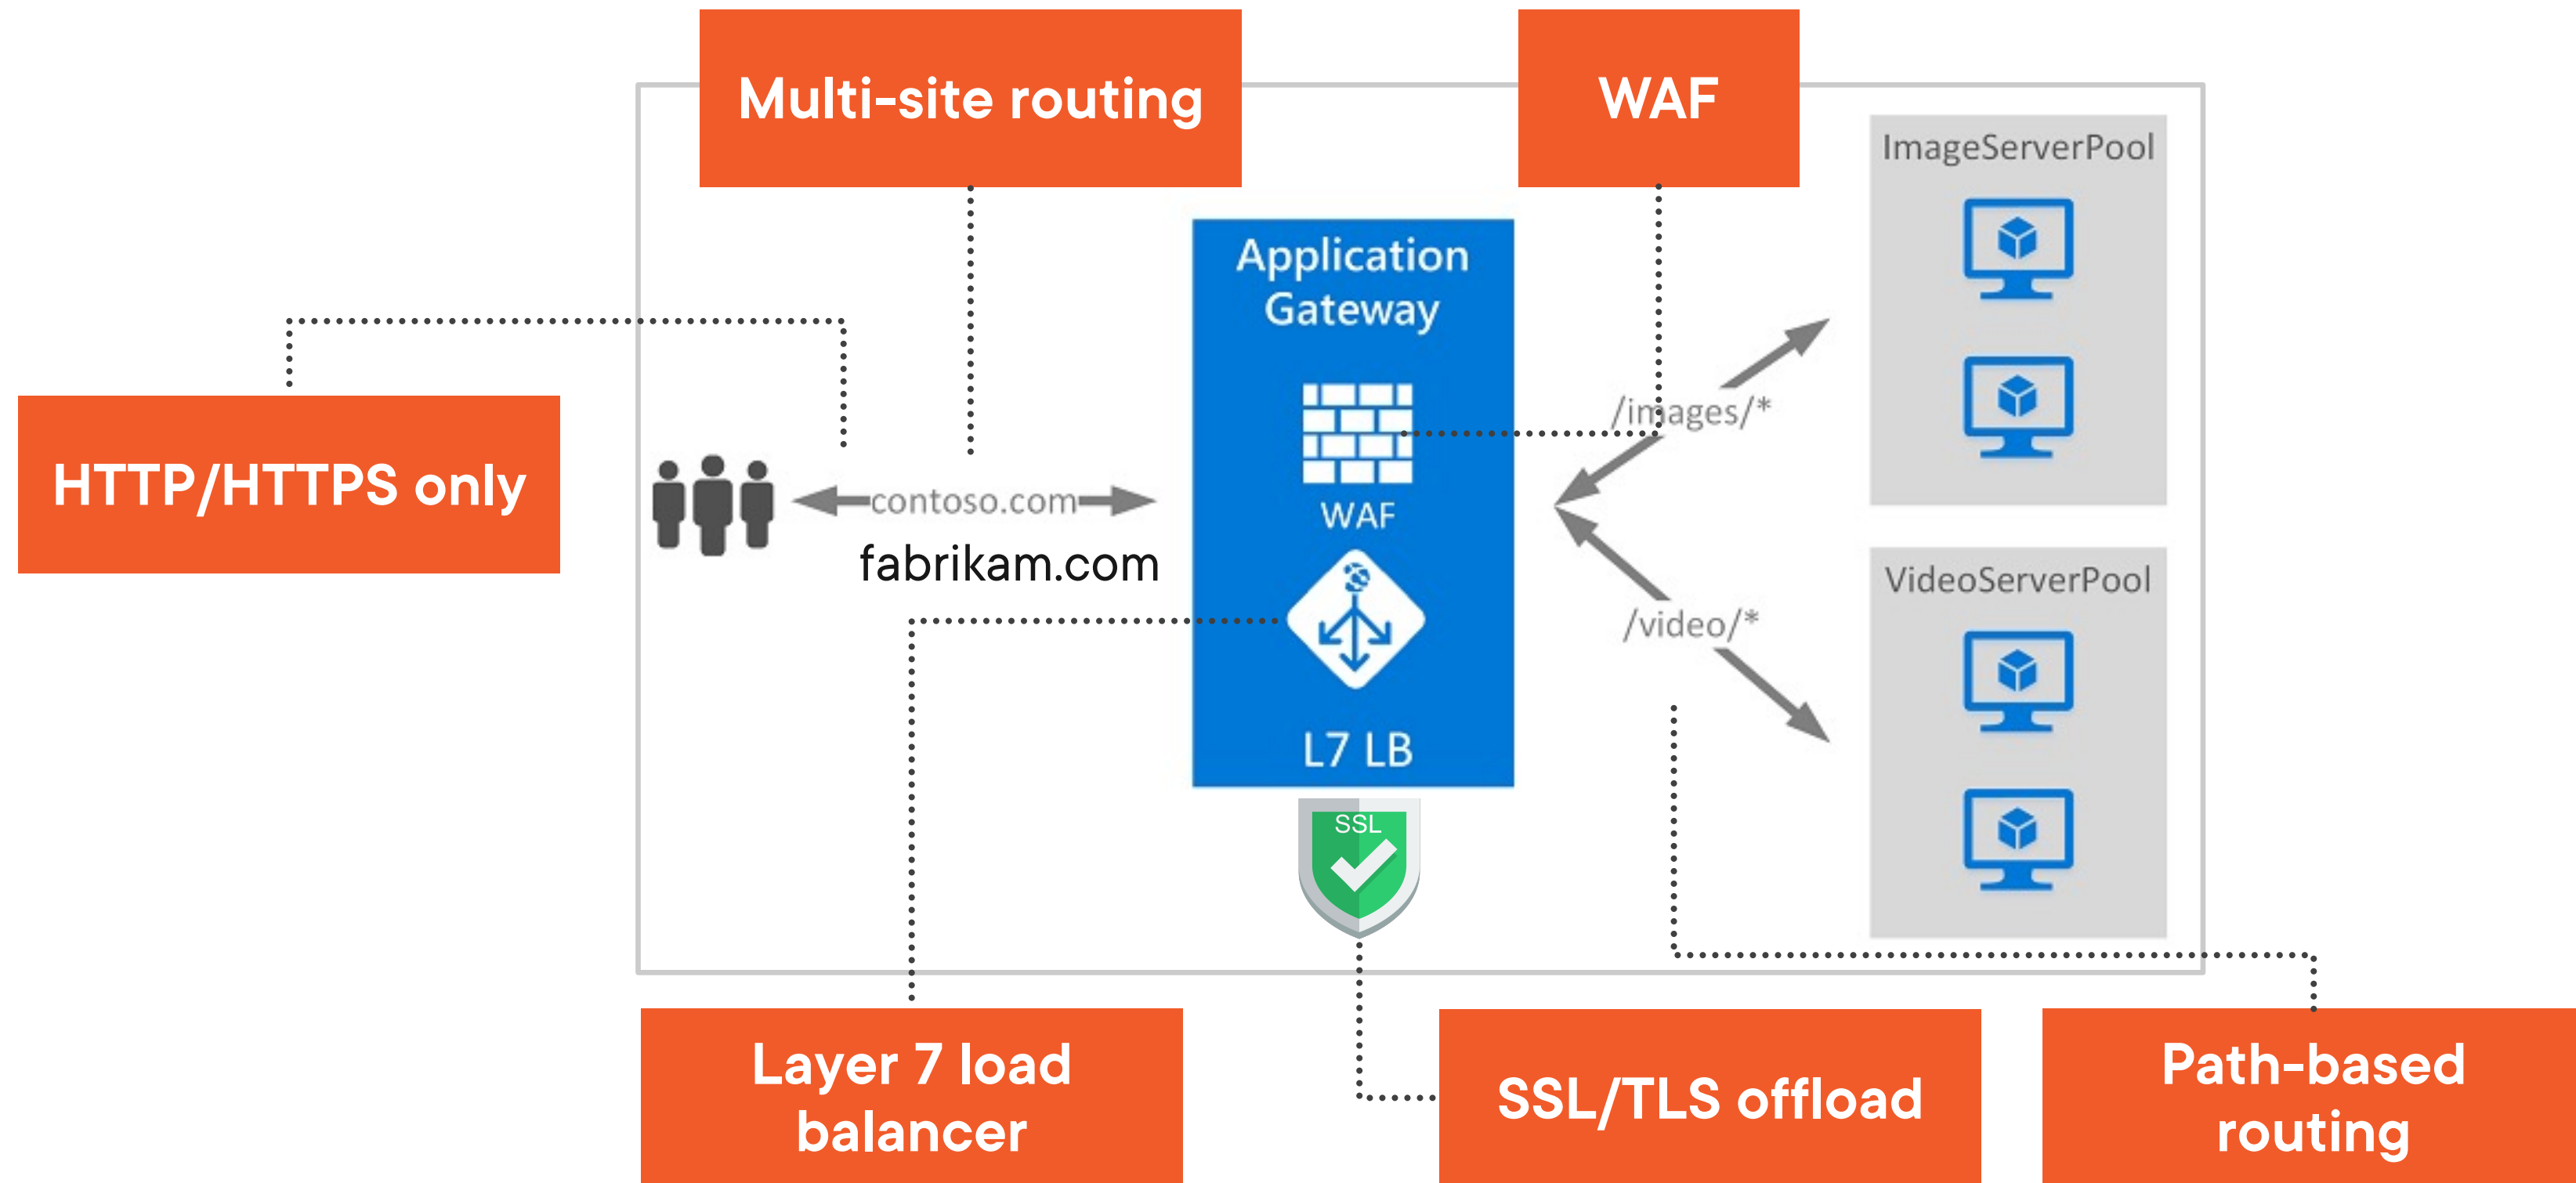 Multi-site routing
WAF
ImageServerPool
Application
Gateway
HTTP/HTTPS only
/images/*
contoso.com
WAF
fabrikam.com
VideoServerPool
/video/*
L7 LB
SSL
Layer 7 load
balancer
SSL/TLS offload
Path-based
routing